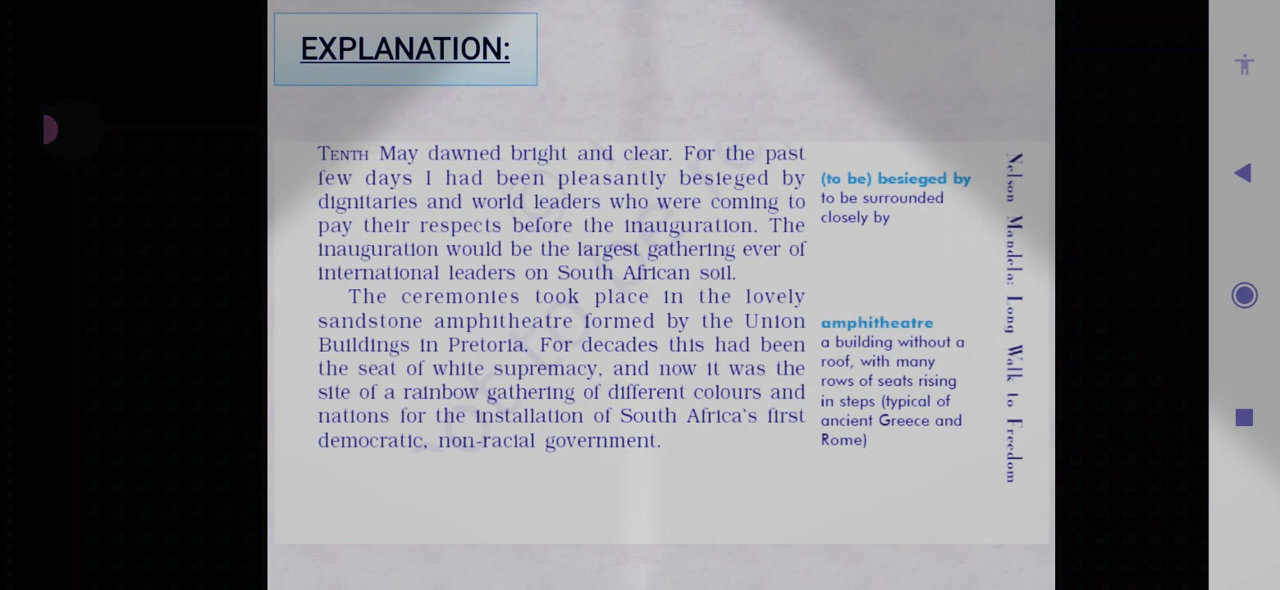 EXPLANATION:
TENTH May dawned bright and clear. For the past
few days I had been pleasantly besieged by
dignitaries and world leaders who were coming to
pay their respects before the inauguration. The
inauguration would be the largest gathering ever of
international leaders on South African soil.
The ceremonies took place in the lovely
sandstone amphitheatre formed by the Union
Buildings in Pretoria. For decades this had been
the seat of white supremacy, and now it was the
site of a rainbow gathering of different colours and
nations for the installation of South Africa's first
democratic, non-racial government.
(to be) besieged by
to be surrounded
closely by
amphitheatre
a building without a
roof, with many
rows of seats rising
in steps (typical of
ancient Greece and
Rome)
Nelson Mandela: Long Walk to Freedom